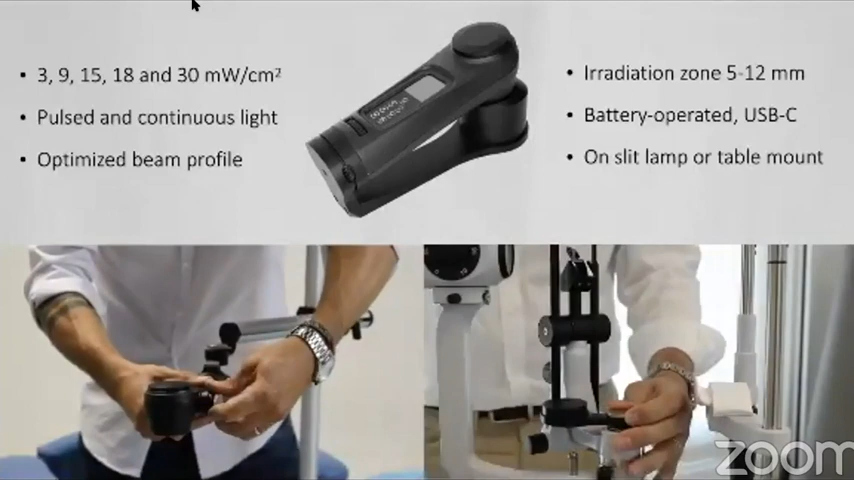 • 3, 9, 15, 18 and 30 mW/cm²
• Pulsed and continuous light
• Optimized beam profile
• Irradiation zone 5-12 mm
• Battery-operated, USB-C
• On slit lamp or table mount
zoom